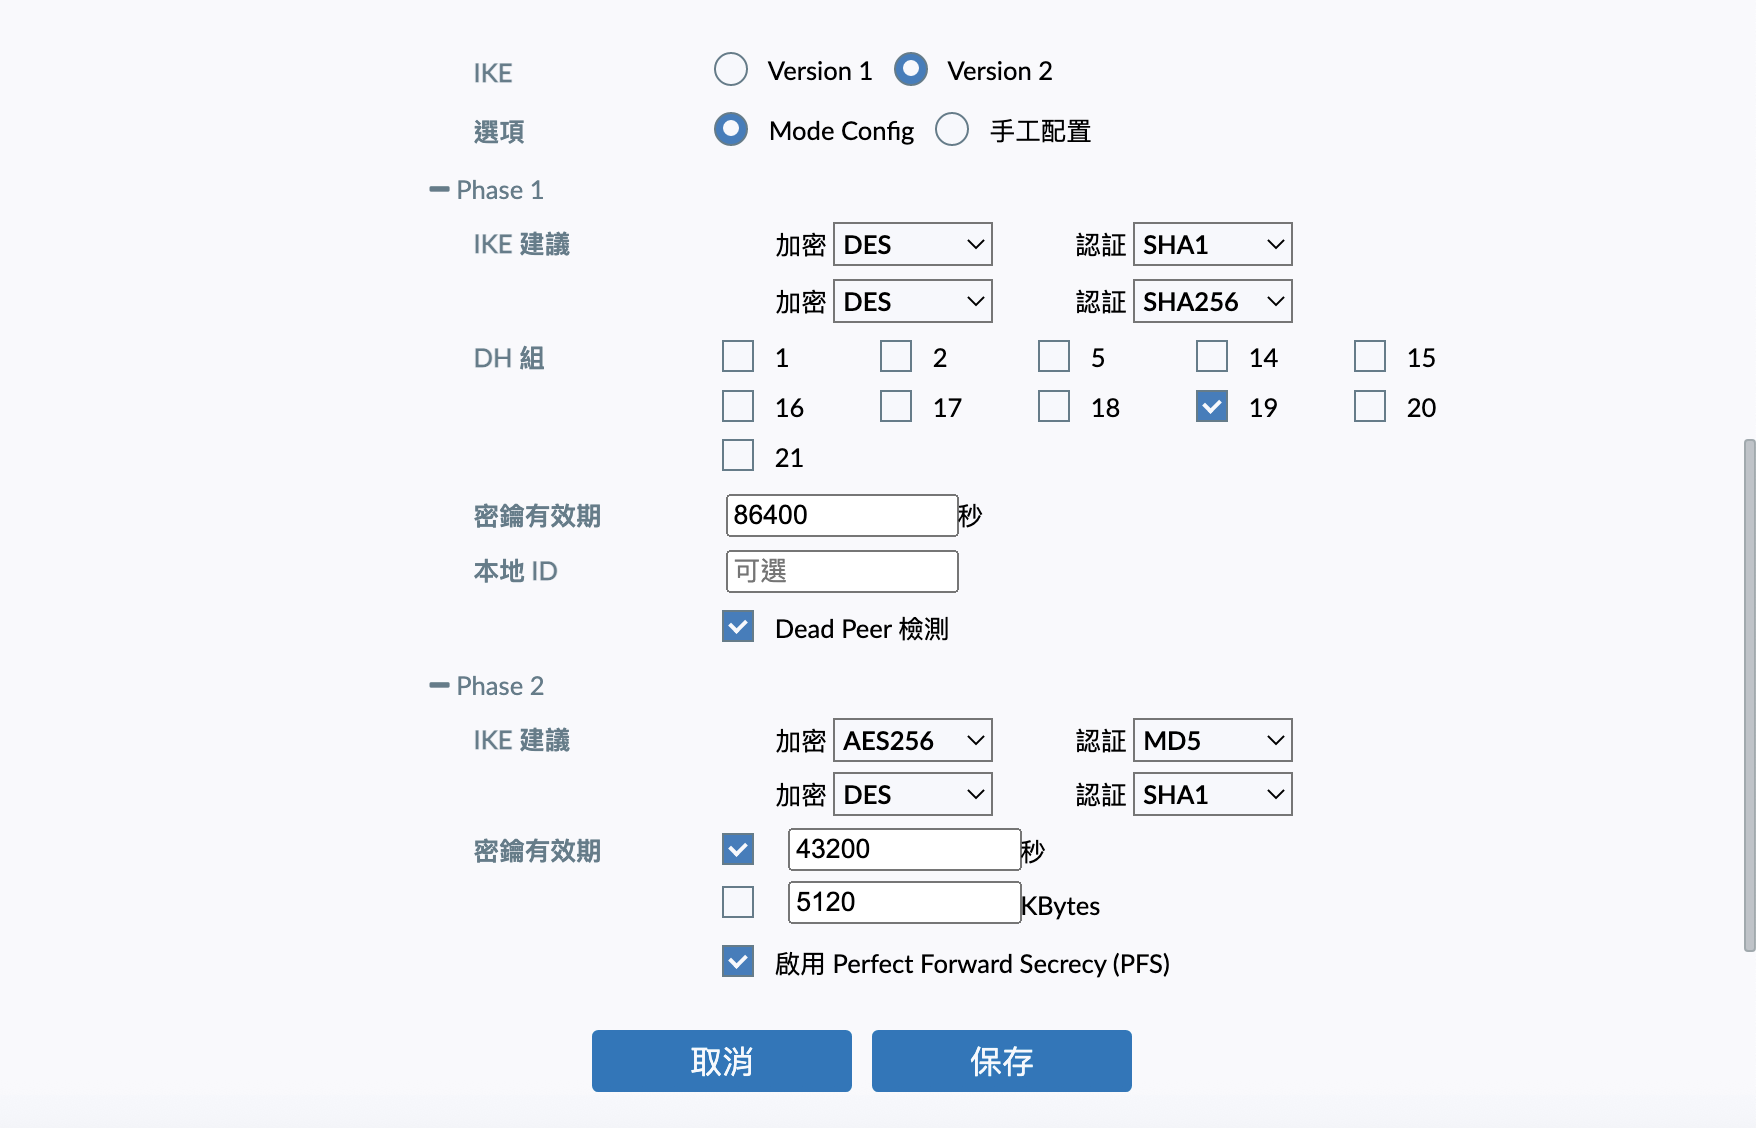 IKE Version 1 Version 2
選項 Mode Config 手工配置
Phase 1
IKE 建議 加密 DES 認証 SHA1
加密 DES 認証 SHA256
DH 組 1 2 5 14 15
16 17 18 19 20
21
密鑰有效期 86400 秒
本地 ID 可選
Dead Peer 檢測
Phase 2
IKE 建議 加密 AES256 認証 MD5
加密 DES 認証 SHA1
密鑰有效期 43200 秒
5120 KBytes
啟用 Perfect Forward Secrecy (PFS)
取消 保存